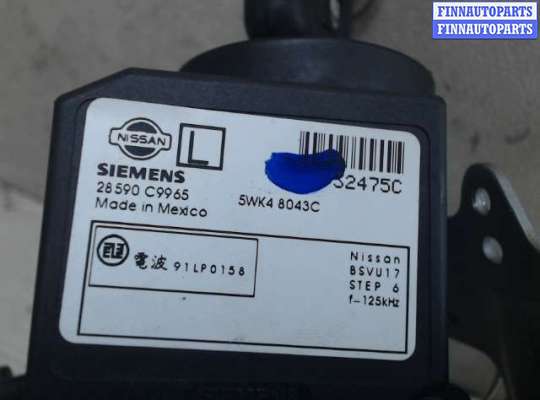 FINNAUTOPARTS
FINNAUTOPARTS
NISSAN
L
SIEMENS
28590 C9965
Made in Mexico
5WK4 8043C
S2475C
電波 91LP0158
Nissan
BSVU17
STEP 6
f-125kHz